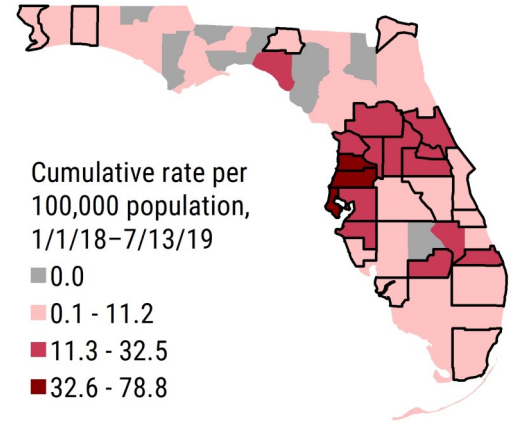 Cumulative rate per
100,000 population,
1/1/18–7/13/19
0.0
0.1 - 11.2
11.3 - 32.5
32.6 - 78.8